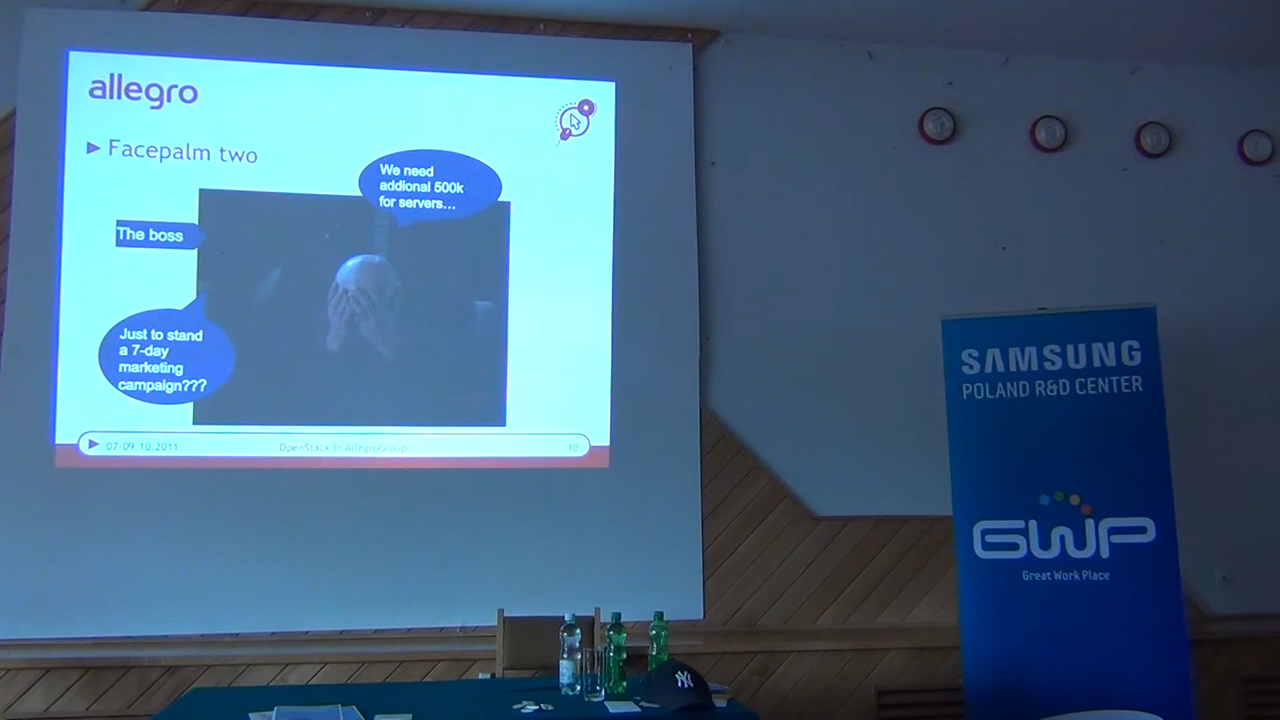 allegro
Facepalm two
We need
addional 500k
for servers...
The boss
Just to stand
a 7-day
marketing
campaign???
07-09.10.2011
OpenStack in AllegroGroup
10
SAMSUNG
POLAND R&D CENTER
GWP
Great Work Place
NY